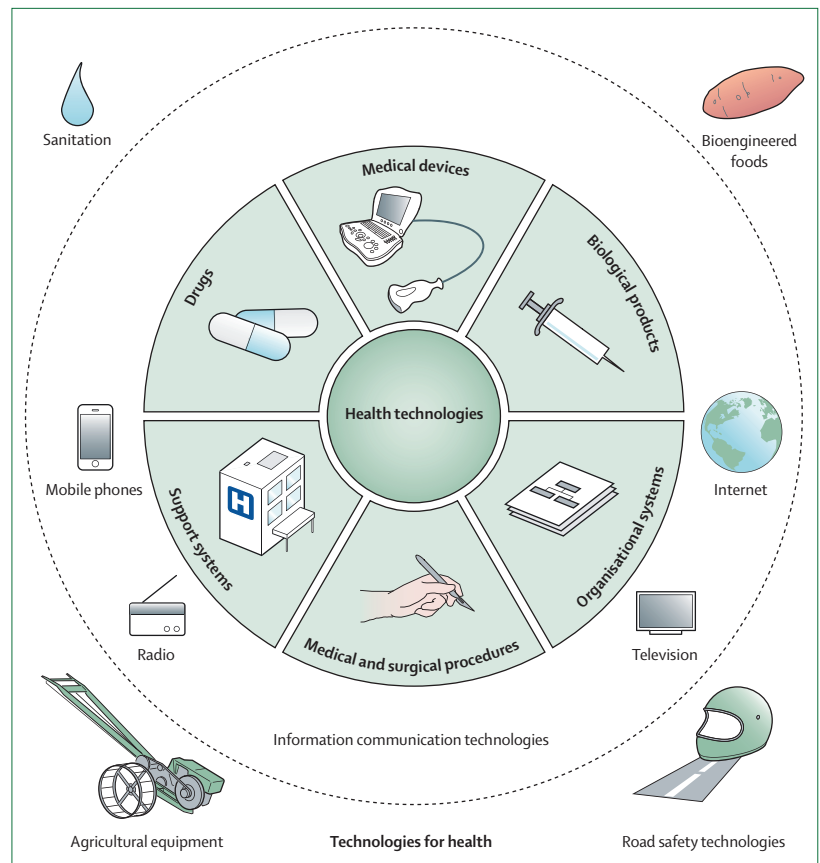 Sanitation
Bioengineered
foods
Medical devices
Drugs
Biological products
Health technologies
Mobile phones
Internet
Support systems
H
Organisational systems
Medical and surgical procedures
Radio
Television
Information communication technologies
Agricultural equipment
Technologies for health
Road safety technologies